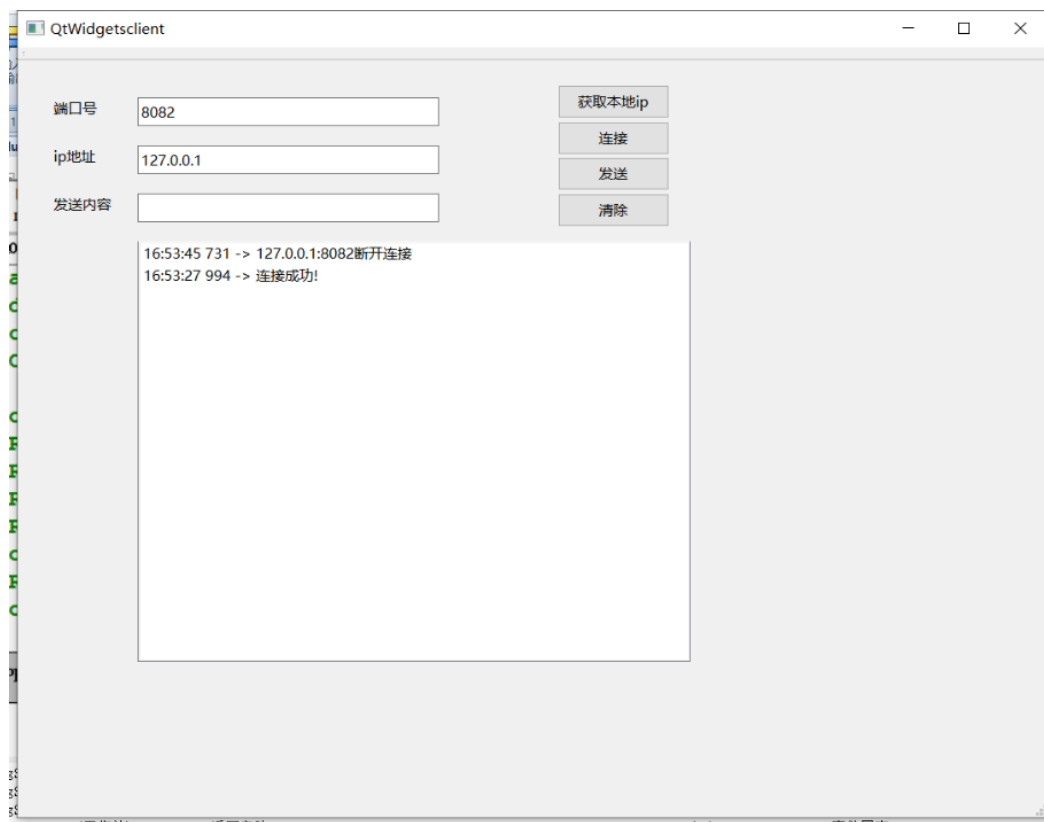 QtWidgetsclient
端口号
8082
获取本地ip
连接
ip地址
127.0.0.1
发送
发送内容
清除
16:53:45 731 -> 127.0.0.1:8082断开连接
16:53:27 994 -> 连接成功!